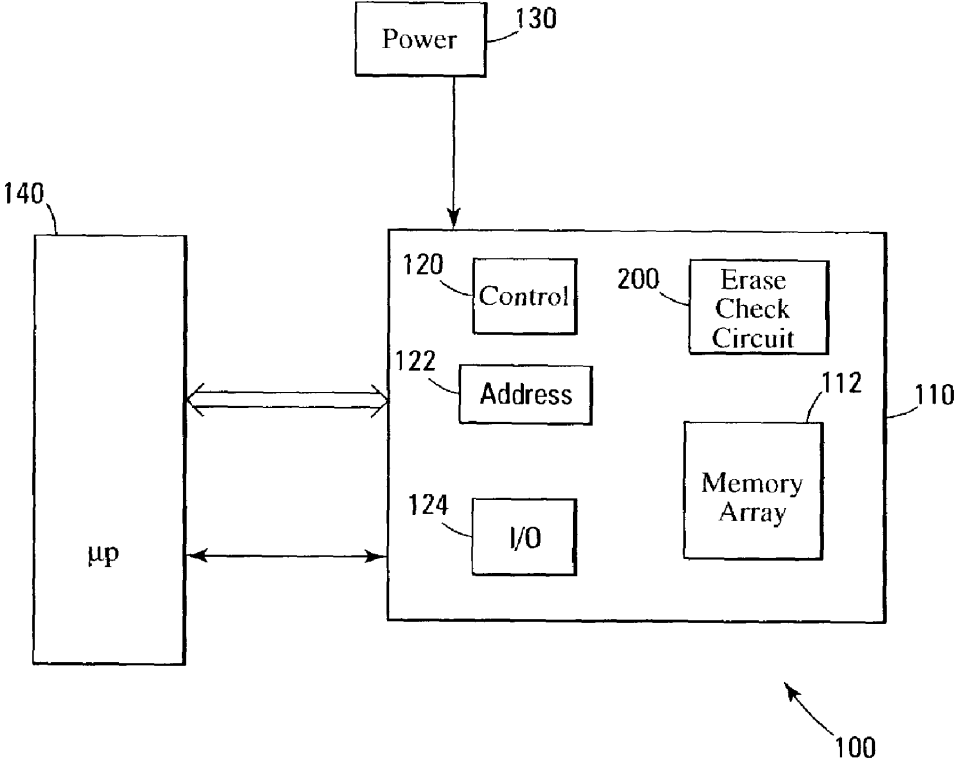 Power
130
140
120
Control
200
Erase
Check
Circuit
122
Address
112
110
Memory
Array
124
I/O
μp
100